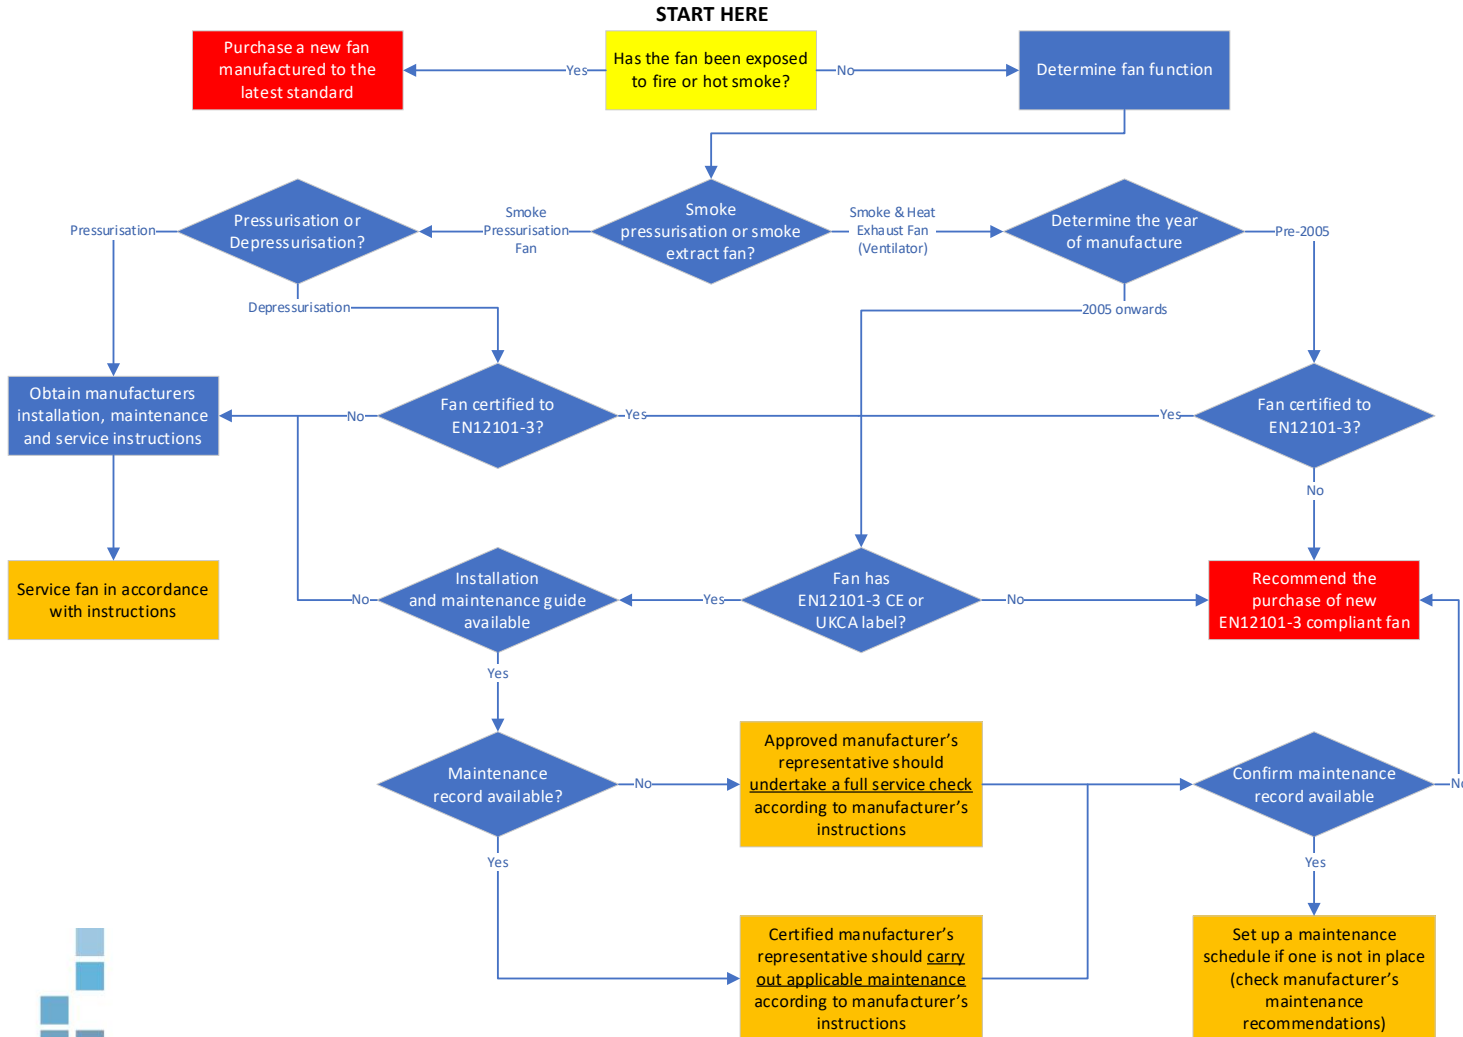 START HERE
Purchase a new fan
manufactured to the
latest standard
Yes
Has the fan been exposed
to fire or hot smoke?
No
Determine fan function
Pressurisation
Pressurisation or
Depressurisation?
Smoke
Pressurisation
Fan
Smoke
pressurisation or smoke
extract fan?
Smoke & Heat
Exhaust Fan
(Ventilator)
Determine the year
of manufacture
Pre-2005
Depressurisation
2005 onwards
Obtain manufacturers
installation, maintenance
and service instructions
No
Fan certified to
EN12101-3?
Yes
Yes
Fan certified to
EN12101-3?
No
Service fan in accordance
with instructions
No
Installation
and maintenance guide
available
Yes
Fan has
EN12101-3 CE or
UKCA label?
No
Recommend the
purchase of new
EN12101-3 compliant fan
Yes
Maintenance
record available?
No
Approved manufacturer’s
representative should
undertake a full service check
according to manufacturer’s
instructions
Confirm maintenance
record available
No
Yes
Yes
Certified manufacturer’s
representative should carry
out applicable maintenance
according to manufacturer’s
instructions
Set up a maintenance
schedule if one is not in place
(check manufacturer’s
maintenance
recommendations)